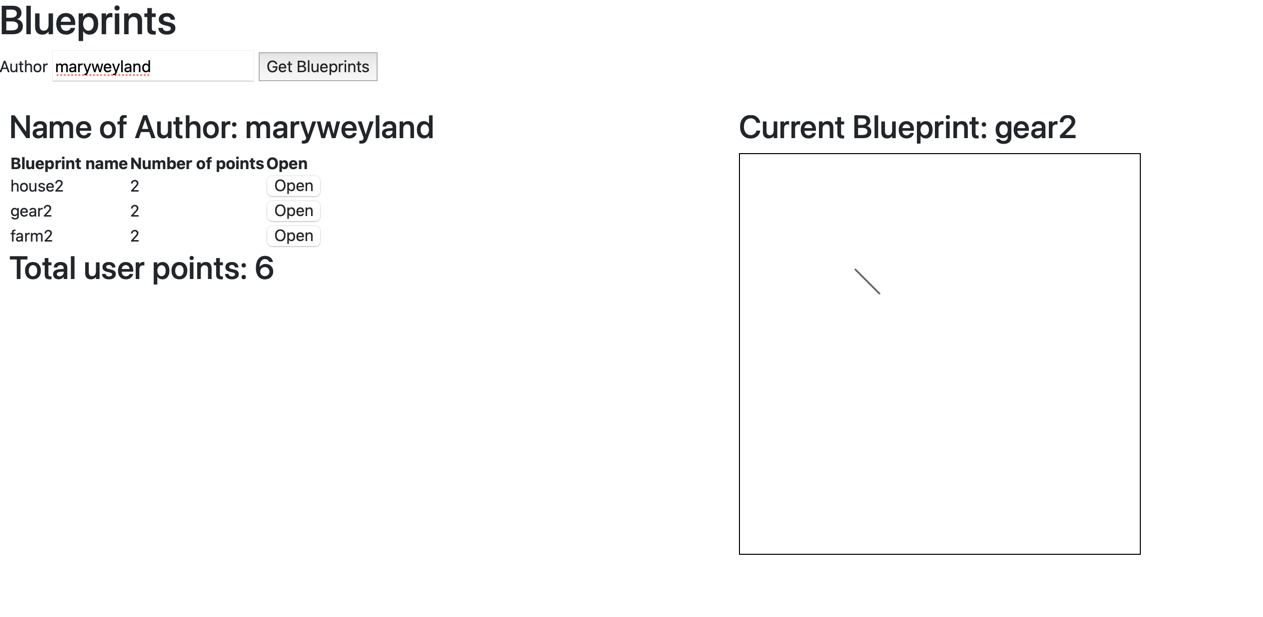 Blueprints
Author maryweyland Get Blueprints
Name of Author: maryweyland
Blueprint name Number of points Open
house2 2 Open
gear2 2 Open
farm2 2 Open
Total user points: 6
Current Blueprint: gear2